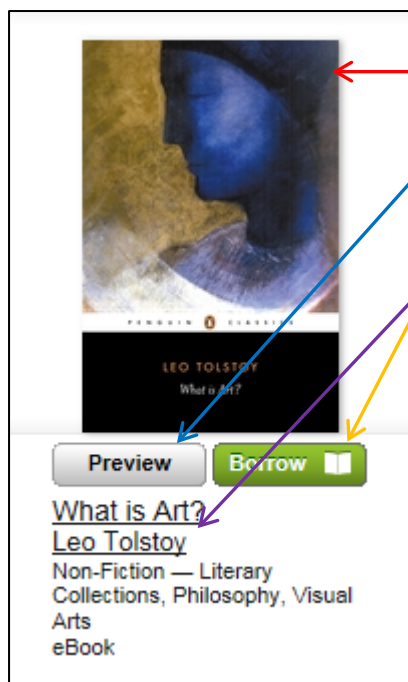 PENGUIN CLASSICS
LEO TOLSTOY
What is Art?
Preview
Borrow
What is Art?
Leo Tolstoy
Non-Fiction — Literary
Collections, Philosophy, Visual
Arts
eBook